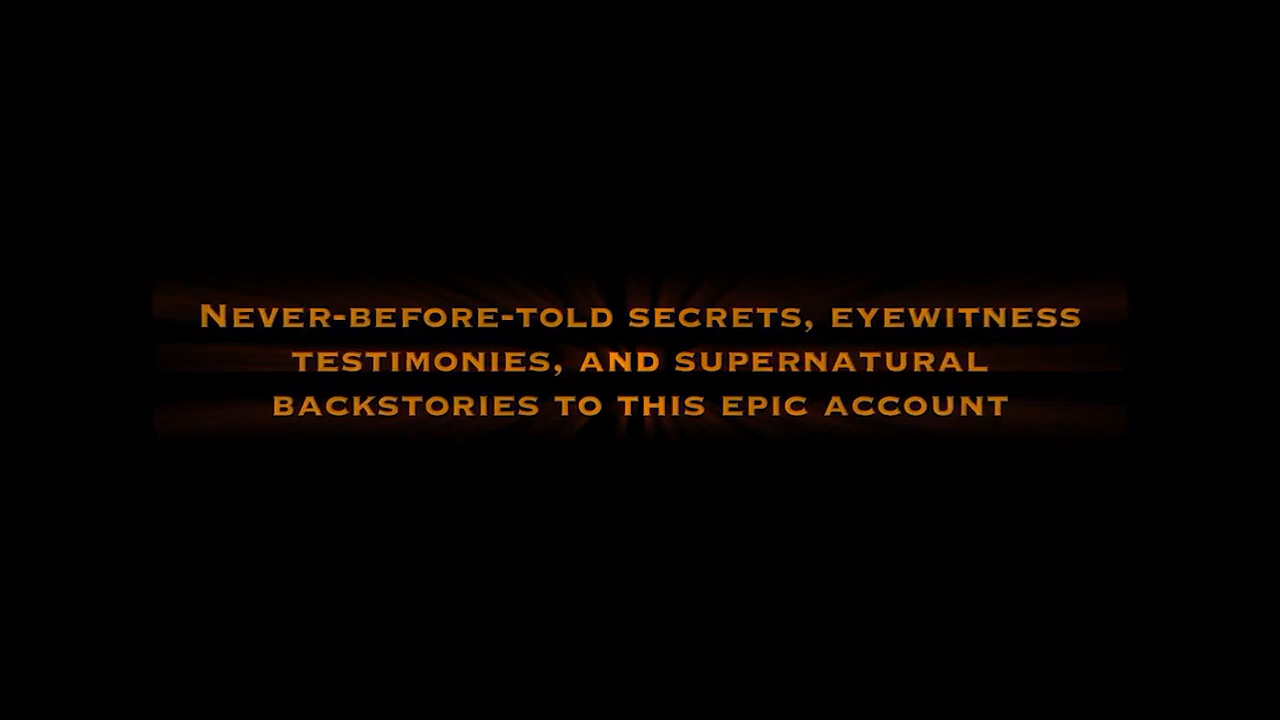 Never-before-told secrets, eyewitness
testimonies, and supernatural
backstories to this epic account